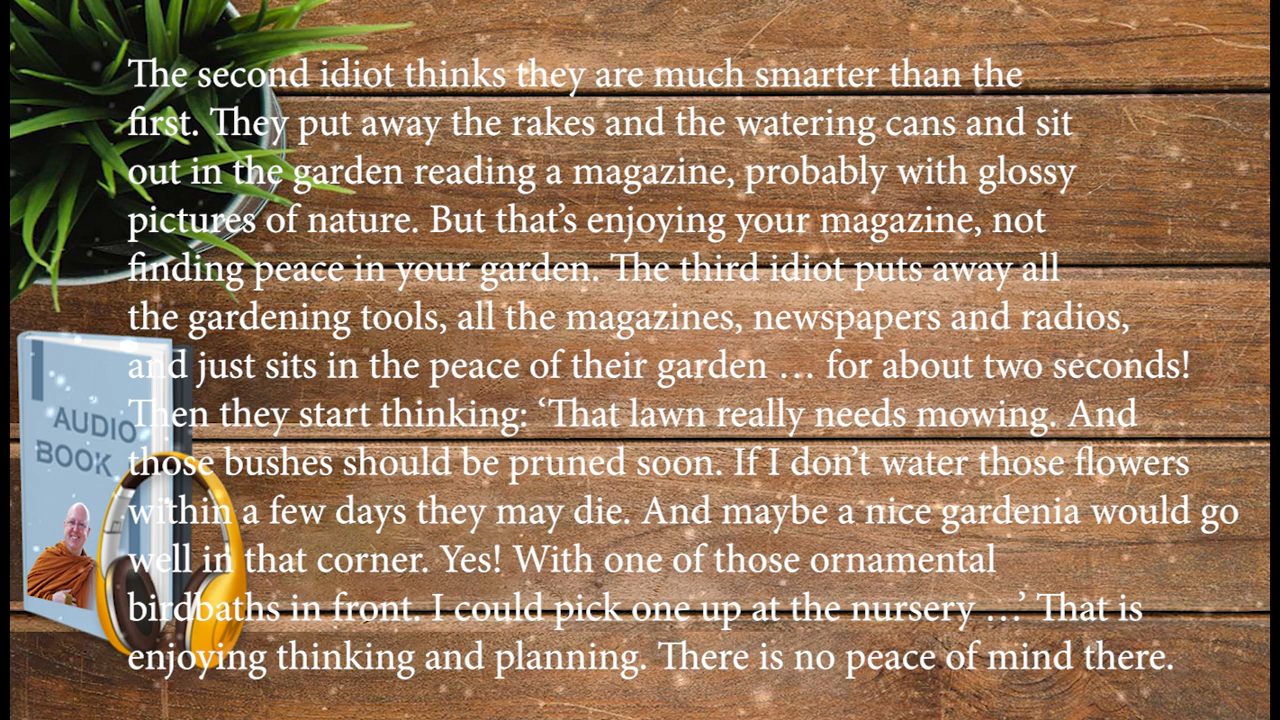 The second idiot thinks they are much smarter than the
first. They put away the rakes and the watering cans and sit
out in the garden reading a magazine, probably with glossy
pictures of nature. But that’s enjoying your magazine, not
finding peace in your garden. The third idiot puts away all
the gardening tools, all the magazines, newspapers and radios,
and just sits in the peace of their garden … for about two seconds!
Then they start thinking: ‘That lawn really needs mowing. And
those bushes should be pruned soon. If I don’t water those flowers
within a few days they may die. And maybe a nice gardenia would go
well in that corner. Yes! With one of those ornamental
birdbaths in front. I could pick one up at the nursery …’ That is
enjoying thinking and planning. There is no peace of mind there.
AUDIO
BOOK